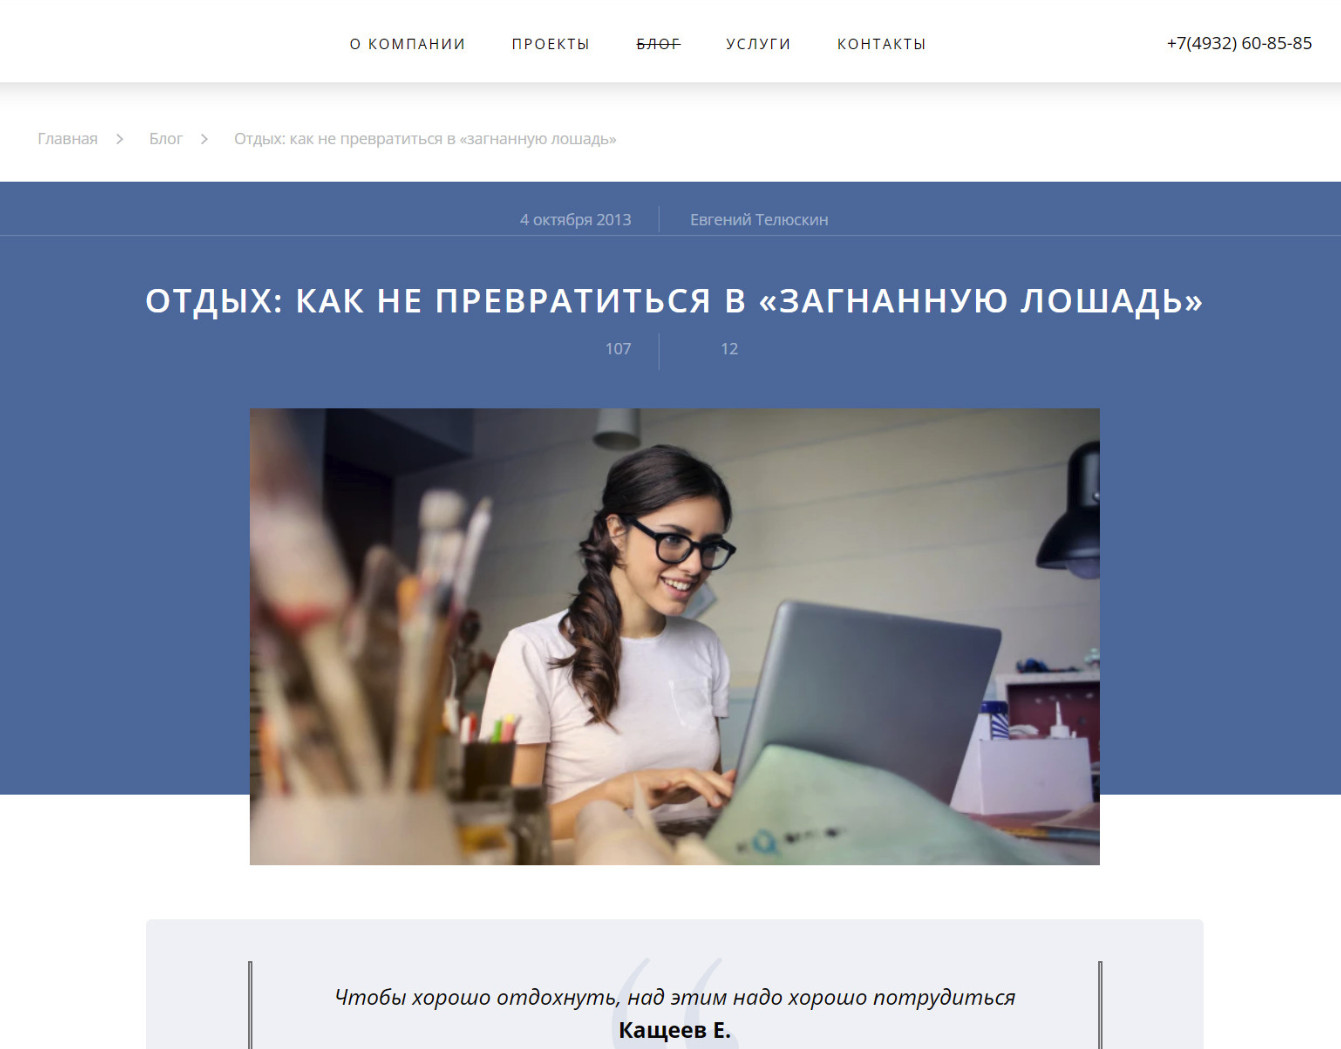 О КОМПАНИИ ПРОЕКТЫ БЛОГ УСЛУГИ КОНТАКТЫ +7(4932) 60-85-85
Главная Блог Отдых: как не превратиться в «загнанную лошадь»
4 октября 2013 Евгений Телюскин
ОТДЫХ: КАК НЕ ПРЕВРАТИТЬСЯ В «ЗАГНАННУЮ ЛОШАДЬ»
107 12
Чтобы хорошо отдохнуть, над этим надо хорошо потрудиться
Кащеев Е.